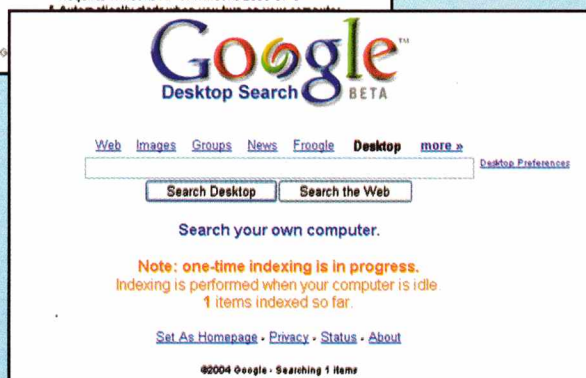 Google™
Desktop Search BETA
Web Images Groups News Froogle Desktop more »
Desktop Preferences
Search Desktop Search the Web
Search your own computer.
Note: one-time indexing is in progress.
Indexing is performed when your computer is idle
1 items indexed so far.
Set As Homepage - Privacy - Status - About
©2004 Google - Searching 1 items